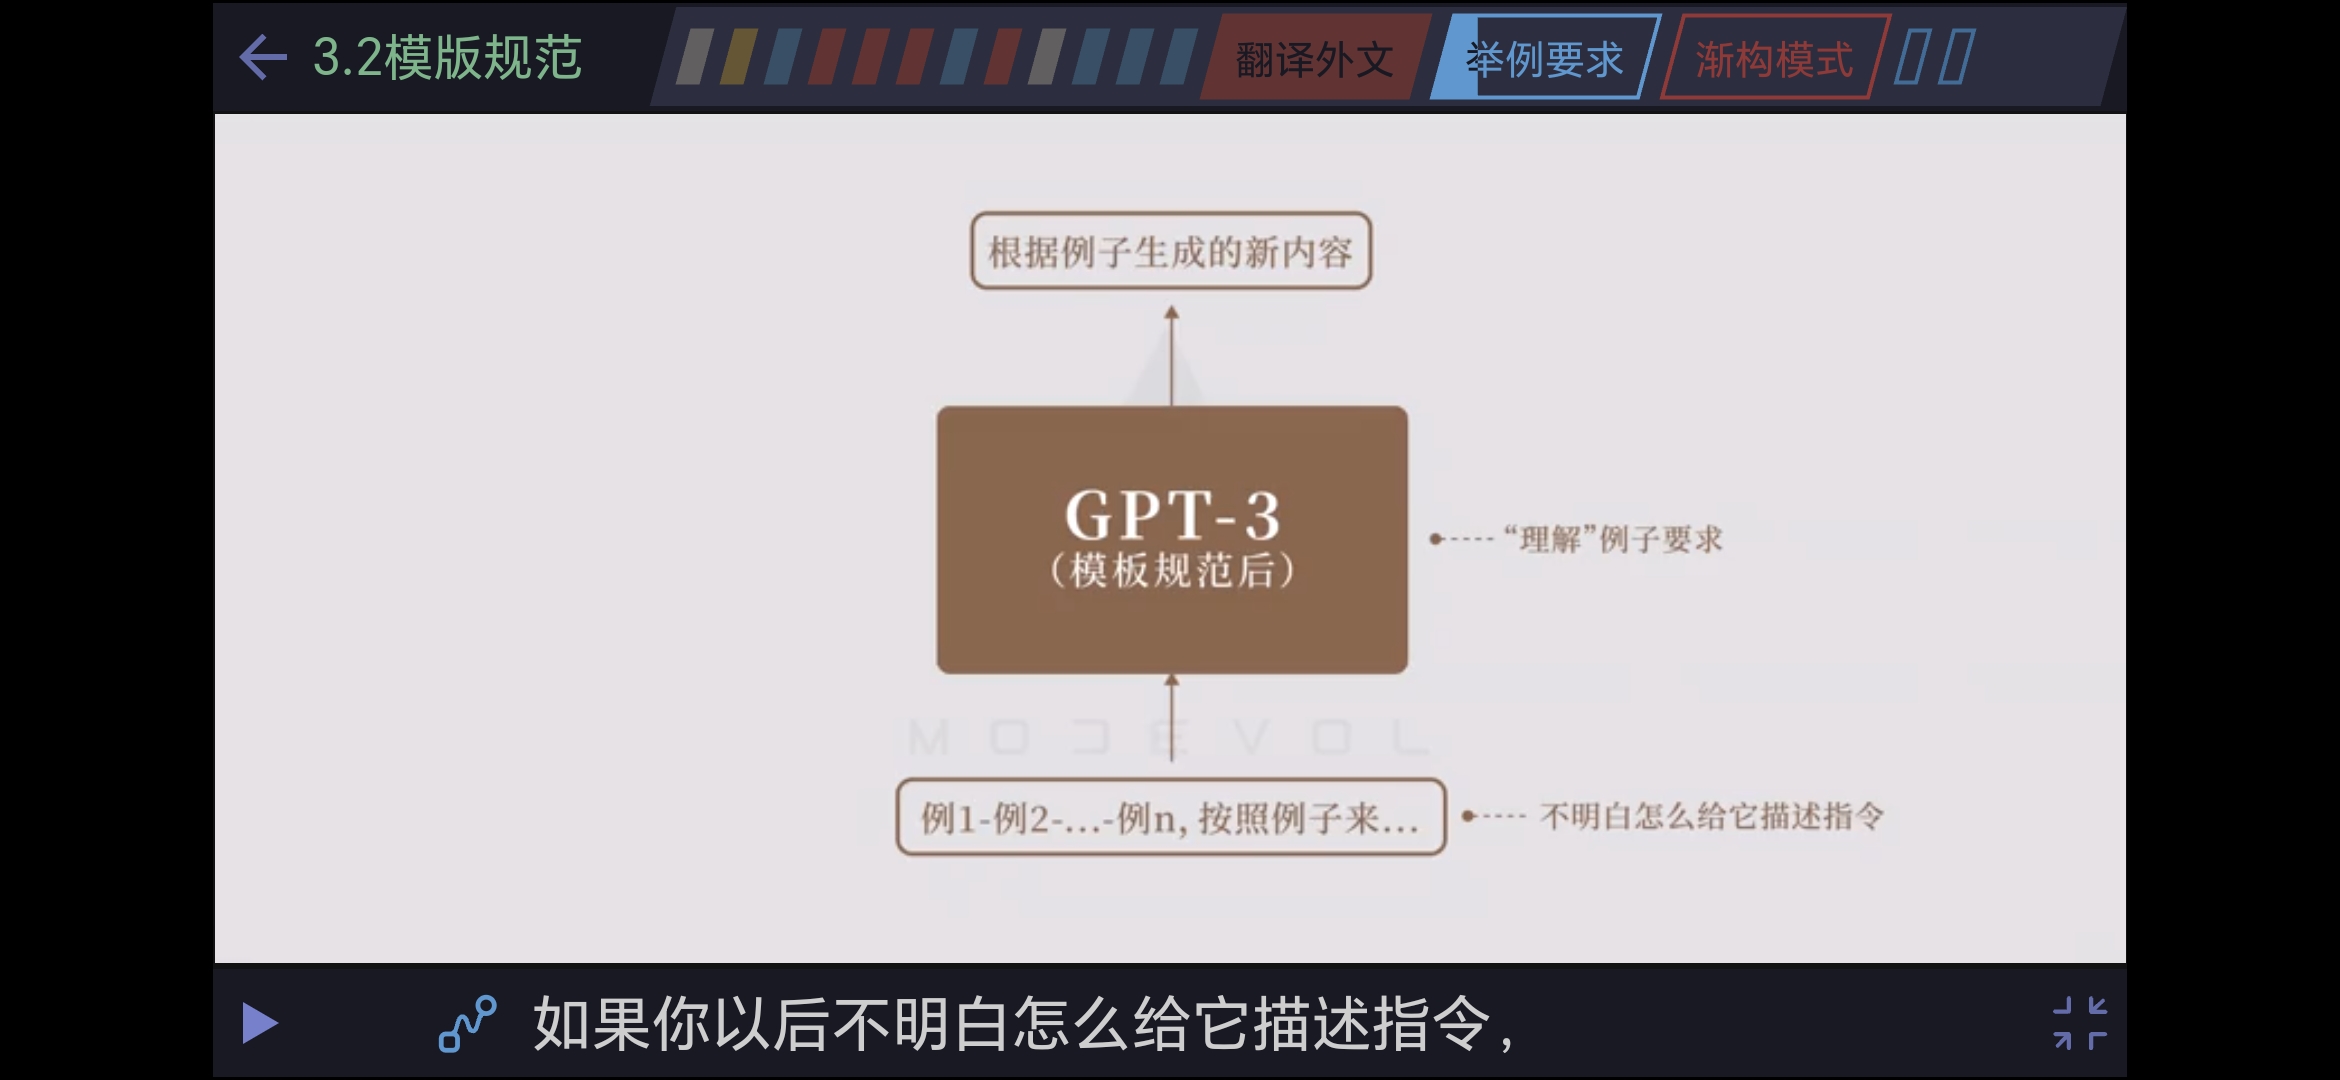 3.2模版规范
翻译外文
举例要求
渐构模式
根据例子生成的新内容
GPT-3
（模板规范后）
“理解”例子要求
MODEVOL
例1-例2-...-例n, 按照例子来...
不明白怎么给它描述指令
如果你以后不明白怎么给它描述指令，